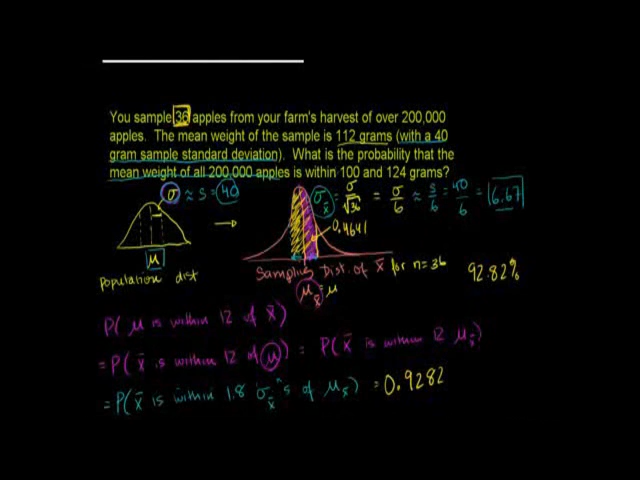 You sample 36 apples from your farm's harvest of over 200,000
apples. The mean weight of the sample is 112 grams (with a 40
gram sample standard deviation). What is the probability that the
mean weight of all 200,000 apples is within 100 and 124 grams?
σ ≈ s = 40
σx̄ = σ/√36 = σ/6 ≈ s/6 = 40/6 = 6.67
0.4641
μ
Population dist
Sampling Dist. of x̄ for n=36
92.82%
μx̄ = μ
P( μ is within 12 of x̄ )
= P( x̄ is within 12 of μ ) = P( x̄ is within 12 μx̄ )
= P( x̄ is within 1.8 σx̄'s of μx̄ ) = 0.9282